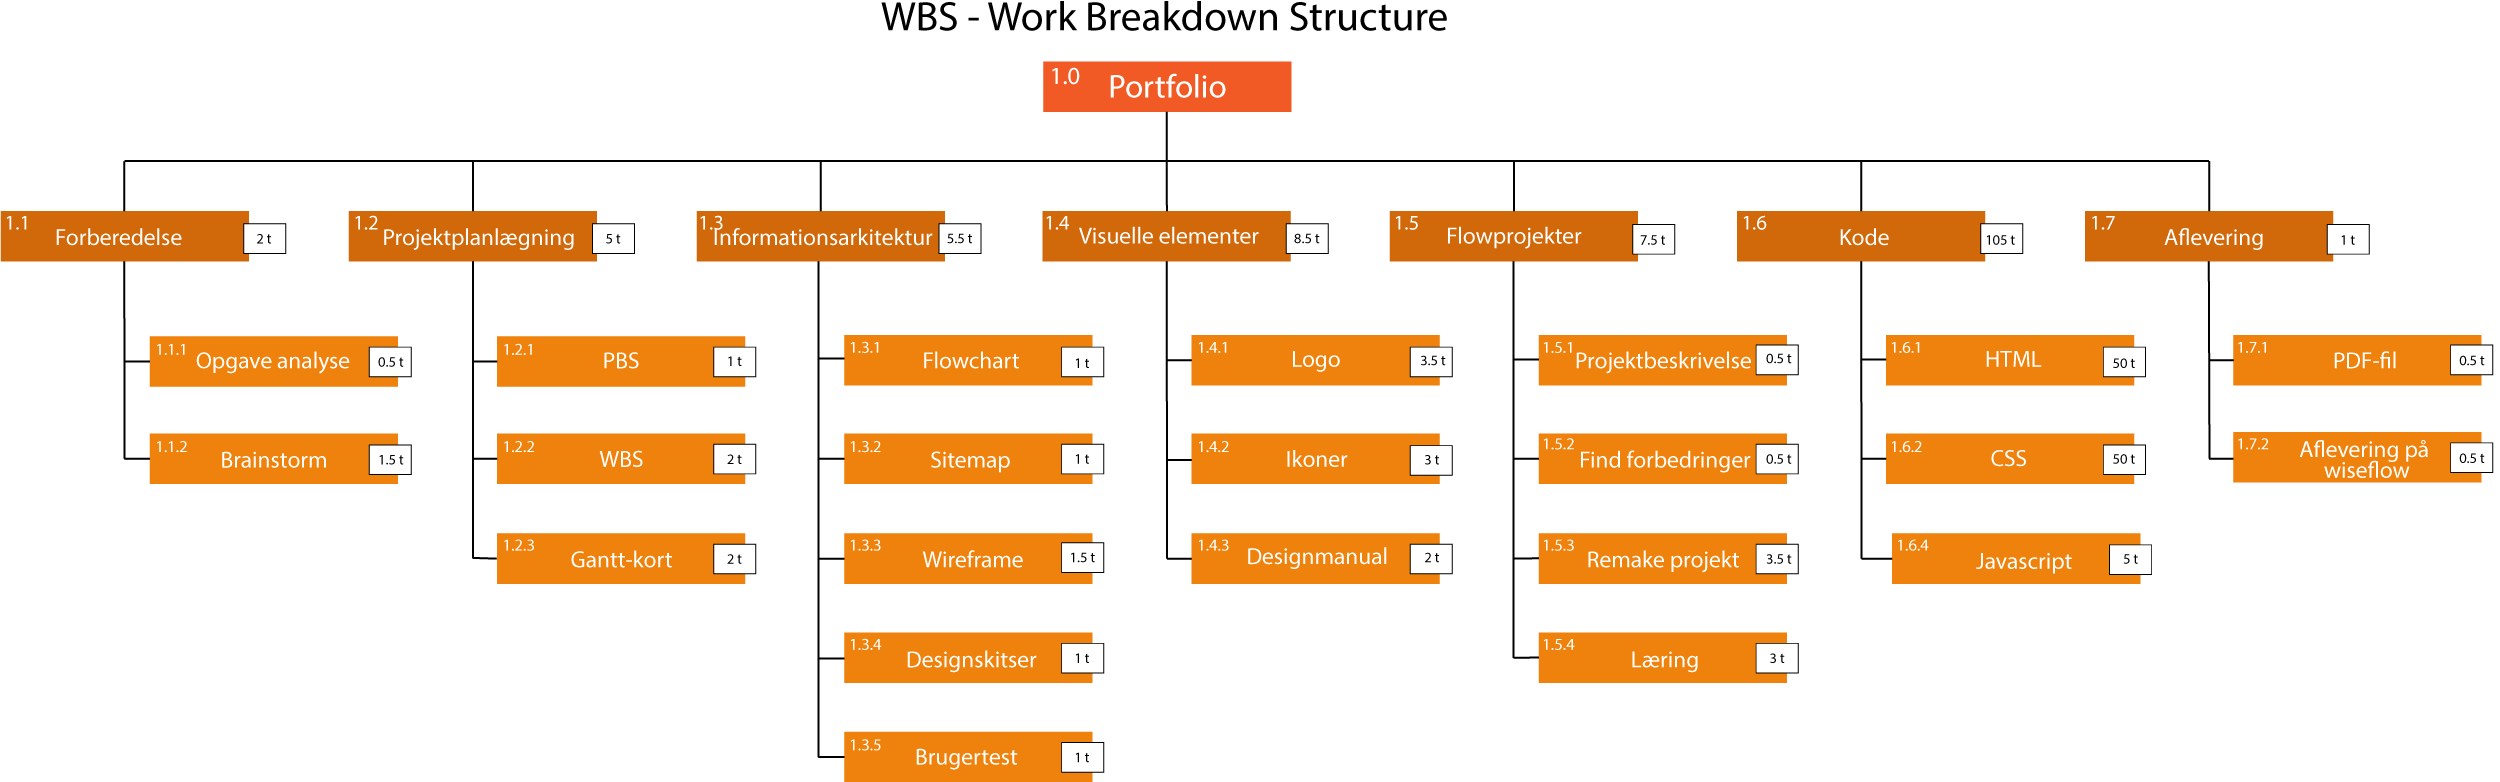 WBS - Work Breakdown Structure
1.0 Portfolio
1.1 Forberedelse 2 t
1.1.1 Opgave analyse 0.5 t
1.1.2 Brainstorm 1.5 t
1.2 Projektplanlægning 5 t
1.2.1 PBS 1 t
1.2.2 WBS 2 t
1.2.3 Gantt-kort 2 t
1.3 Informationsarkitektur 5.5 t
1.3.1 Flowchart 1 t
1.3.2 Sitemap 1 t
1.3.3 Wireframe 1.5 t
1.3.4 Designskitser 1 t
1.3.5 Brugertest 1 t
1.4 Visuelle elementer 8.5 t
1.4.1 Logo 3.5 t
1.4.2 Ikoner 3 t
1.4.3 Designmanual 2 t
1.5 Flowprojekter 7.5 t
1.5.1 Projektbeskrivelse 0.5 t
1.5.2 Find forbedringer 0.5 t
1.5.3 Remake projekt 3.5 t
1.5.4 Læring 3 t
1.6 Kode 105 t
1.6.1 HTML 50 t
1.6.2 CSS 50 t
1.6.4 Javascript 5 t
1.7 Aflevering 1 t
1.7.1 PDF-fil 0.5 t
1.7.2 Aflevering på 0.5 t
wiseflow